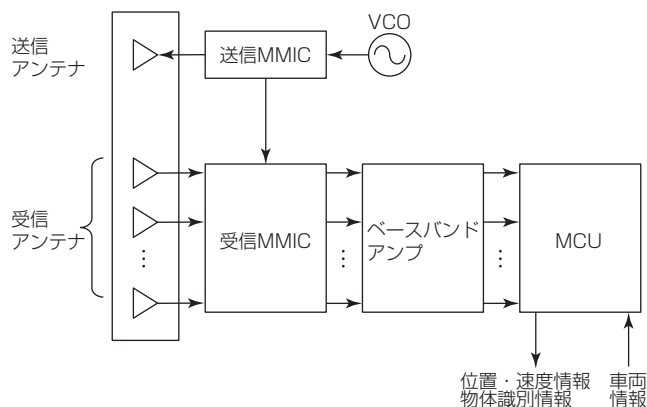 VCO
送信
アンテナ
送信MMIC
受信
アンテナ
受信MMIC
ベースバンド
アンプ
MCU
位置・速度情報
物体識別情報
車両
情報